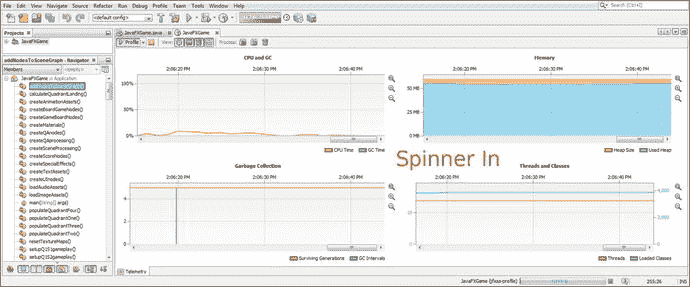 File Edit View Navigate Source Refactor Run Debug Profile Team Tools Window Help
Search (Ctrl+I)
<default config>
Projects
JavaFXGame.java JavaFXGame
Profile View: Process:
addNodesToSceneGraph - Navigator
Members <empty>
JavaFXGame :: Application
calculateQuadrantLanding()
createAnimationAssets()
createBoardGameNodes()
createGameBoardNodes()
createMaterials()
createQAnodes()
createQAprocessing()
createSceneProcessing()
createScoreNodes()
createSpecialEffects()
createTextAssets()
createUInodes()
loadAudioAssets()
loadImageAssets()
main(String[] args)
populateQuadrantFour()
populateQuadrantOne()
populateQuadrantThree()
populateQuadrantTwo()
resetTextureMaps()
setupQ1S1gameplay()
CPU and GC
2:06:20 PM 2:06:30 PM 2:06:40 PM
100%
50%
0%
CPU Time GC Time
Memory
2:06:20 PM 2:06:30 PM 2:06:40 PM
50 MB
0 MB
Heap Size Used Heap
Spinner In
Garbage Collection
2:06:20 PM 2:06:30 PM 2:06:40 PM
4
2
0
Surviving Generations GC Intervals
Threads and Classes
2:06:20 PM 2:06:30 PM 2:06:40 PM
10
0
4,000
2,000
Threads Loaded Classes
Telemetry
JavaFXGame (jfxsa-profile) running...
255:26 INS